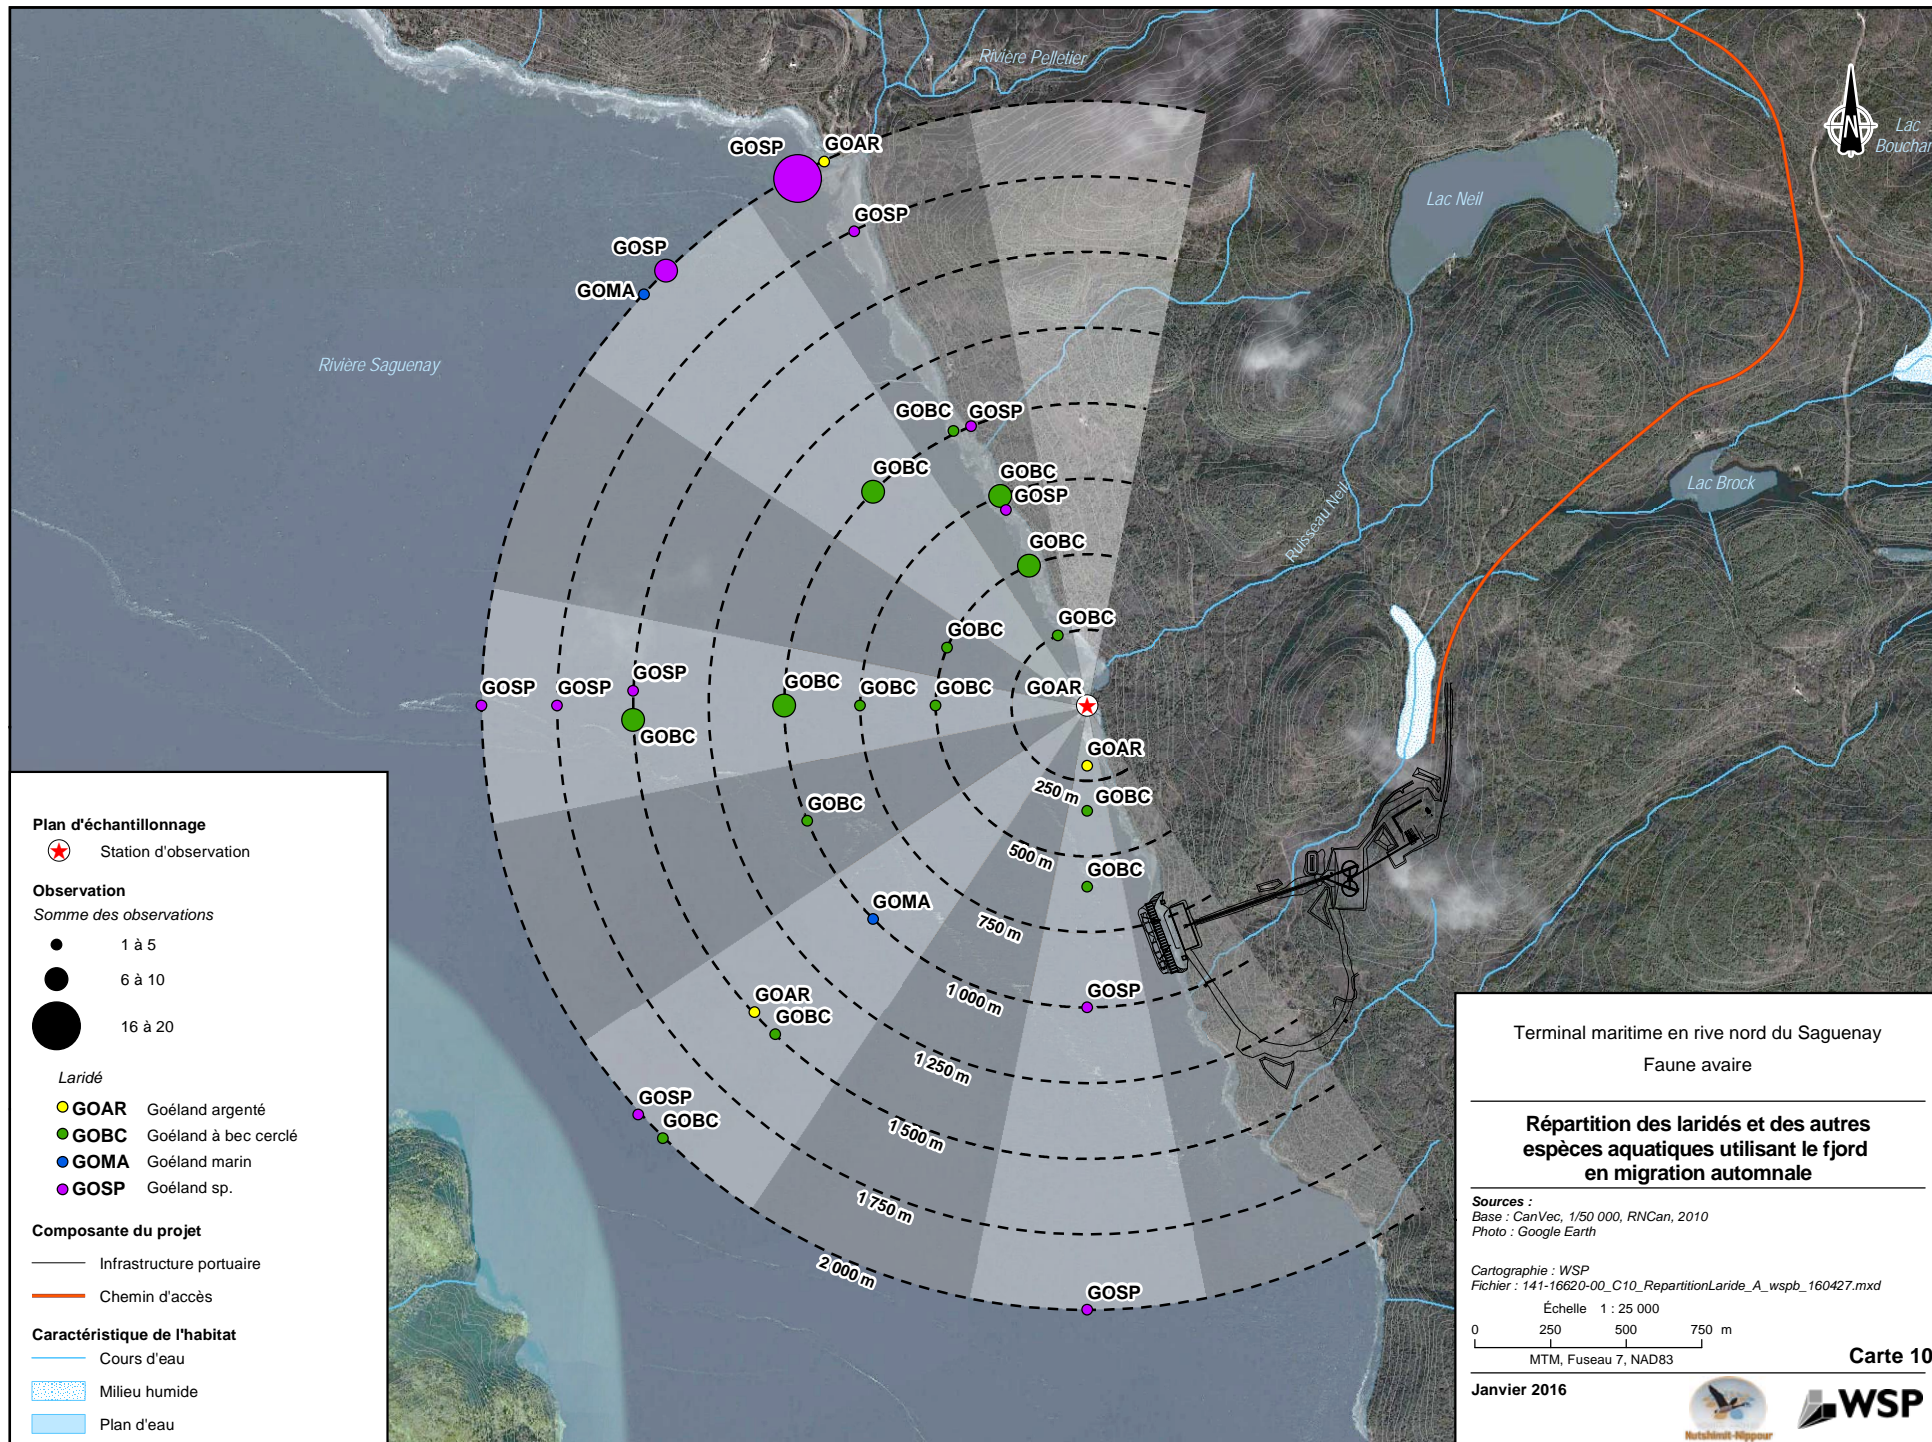 Rivière Pelletier
Lac
Bouchar
GOSP
GOAR
Lac Neil
GOSP
GOSP
GOMA
Rivière Saguenay
GOBC
GOSP
GOBC
GOBC
GOSP
Lac Brock
Ruisseau Neil
GOBC
GOBC
GOBC
GOSP
GOSP
GOSP
GOBC
GOBC
GOBC
GOAR
GOBC
GOAR
250 m
GOBC
GOBC
500 m
GOBC
GOMA
750 m
GOAR
GOBC
1 000 m
GOSP
1 250 m
GOSP
GOBC
1 500 m
1 750 m
2 000 m
GOSP
Plan d'échantillonnage
Station d'observation
Observation
Somme des observations
1 à 5
6 à 10
16 à 20
Laridé
GOAR Goéland argenté
GOBC Goéland à bec cerclé
GOMA Goéland marin
GOSP Goéland sp.
Composante du projet
Infrastructure portuaire
Chemin d'accès
Caractéristique de l'habitat
Cours d'eau
Milieu humide
Plan d'eau
Terminal maritime en rive nord du Saguenay
Faune avaire
Répartition des laridés et des autres
espèces aquatiques utilisant le fjord
en migration automnale
Sources :
Base : CanVec, 1/50 000, RNCan, 2010
Photo : Google Earth
Cartographie : WSP
Fichier : 141-16620-00_C10_RepartitionLaride_A_wspb_160427.mxd
Échelle 1 : 25 000
0 250 500 750 m
MTM, Fuseau 7, NAD83
Carte 10
Janvier 2016
Nutshimit-Nippour
WSP
N